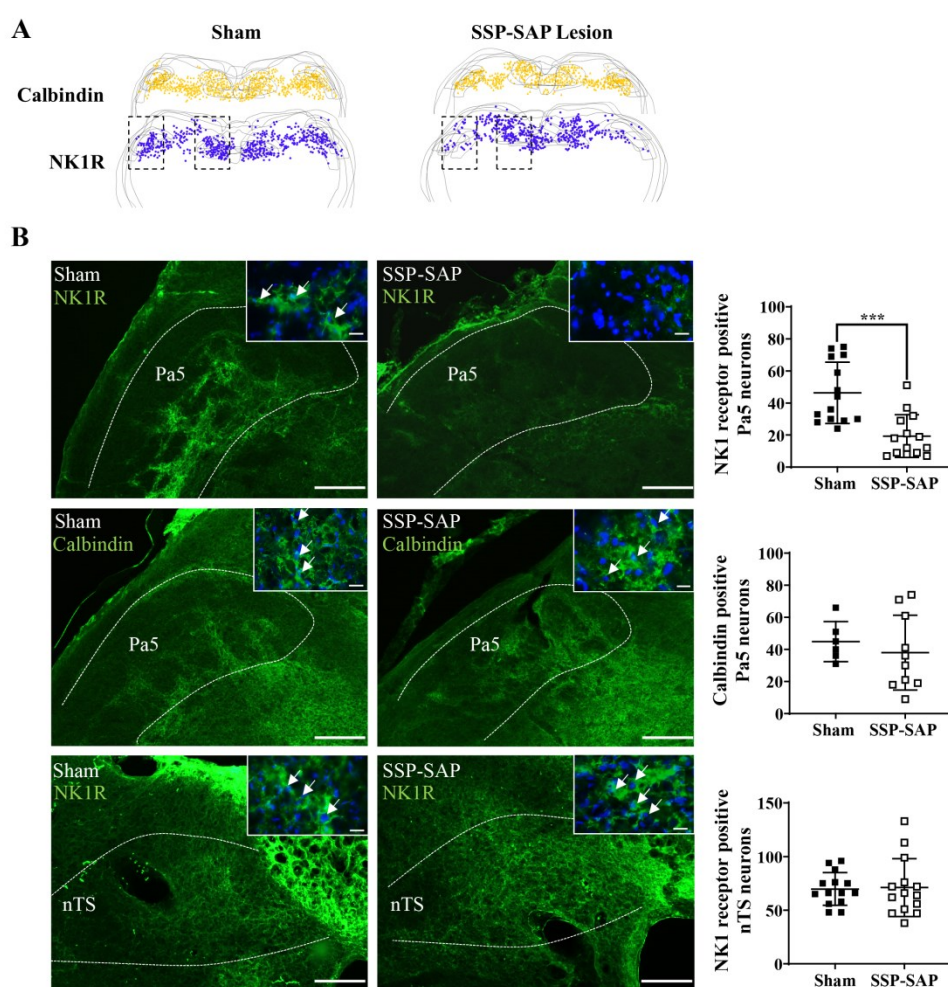 A
Sham
SSP-SAP Lesion
Calbindin
NK1R
B
Sham
NK1R
Pa5
SSP-SAP
NK1R
Pa5
NK1 receptor positive
Pa5 neurons
100
80
60
40
20
0
***
Sham
SSP-SAP
Sham
Calbindin
Pa5
SSP-SAP
Calbindin
Pa5
Calbindin positive
Pa5 neurons
100
80
60
40
20
0
Sham
SSP-SAP
Sham
NK1R
nTS
SSP-SAP
NK1R
nTS
NK1 receptor positive
nTS neurons
150
100
50
0
Sham
SSP-SAP